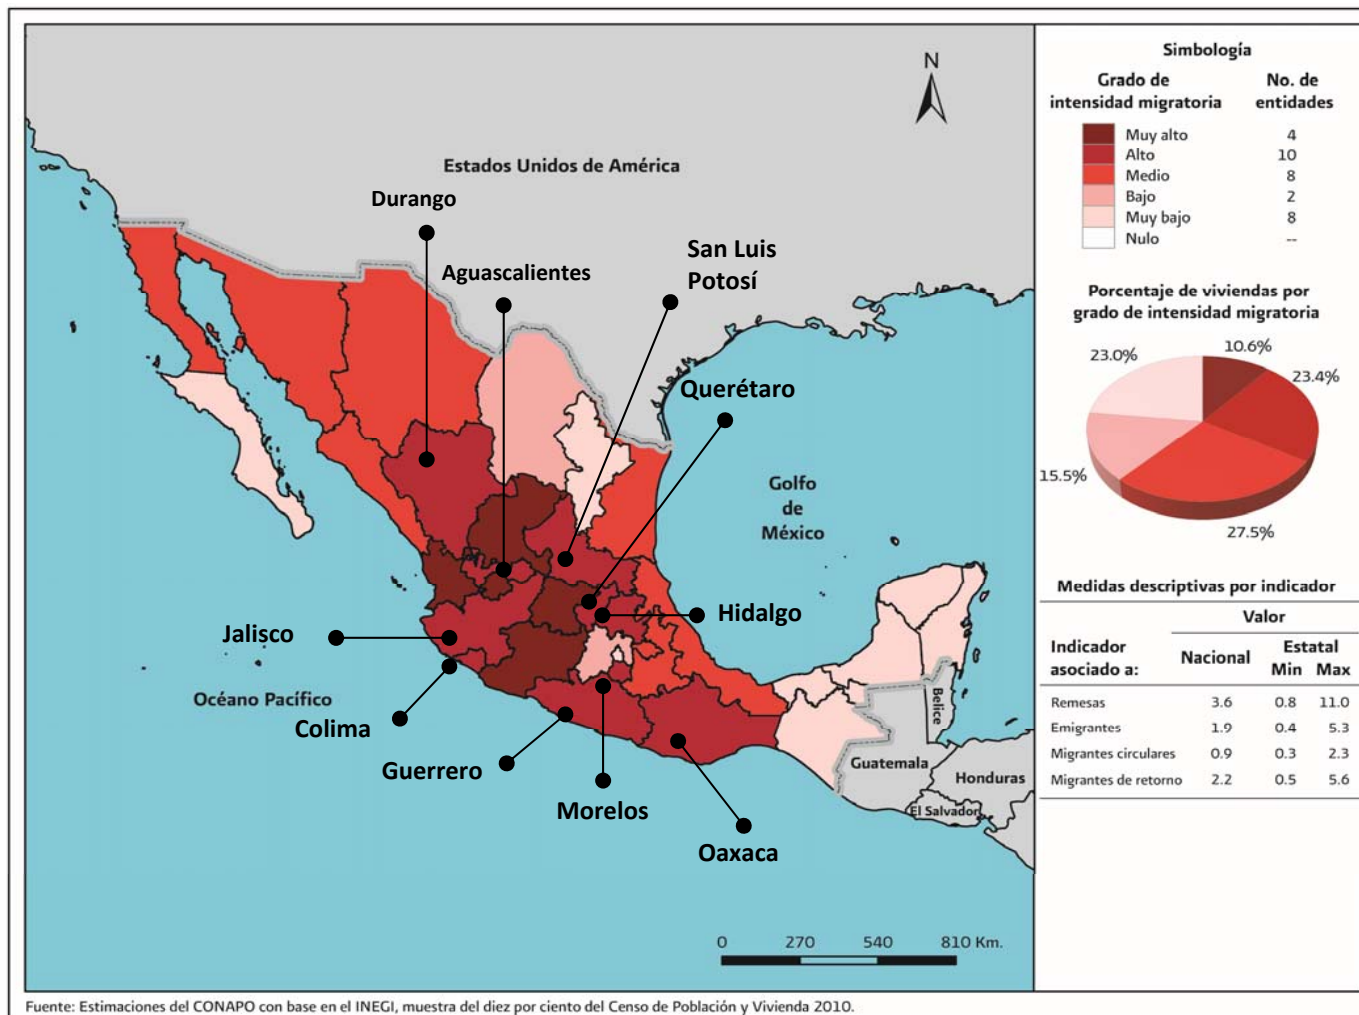 N
Estados Unidos de América
Durango
Aguascalientes
San Luis
Potosí
Querétaro
Golfo
de
México
Hidalgo
Jalisco
Océano Pacífico
Colima
Guerrero
Morelos
Oaxaca
Belice
Guatemala
Honduras
El Salvador
0 270 540 810 Km.
Simbología
Grado de No. de
intensidad migratoria entidades
Muy alto 4
Alto 10
Medio 8
Bajo 2
Muy bajo 8
Nulo --
Porcentaje de viviendas por
grado de intensidad migratoria
23.0% 10.6%
23.4%
15.5%
27.5%
Medidas descriptivas por indicador
Valor
Indicador Estatal
asociado a: Nacional Min Max
Remesas 3.6 0.8 11.0
Emigrantes 1.9 0.4 5.3
Migrantes circulares 0.9 0.3 2.3
Migrantes de retorno 2.2 0.5 5.6
Fuente: Estimaciones del CONAPO con base en el INEGI, muestra del diez por ciento del Censo de Población y Vivienda 2010.